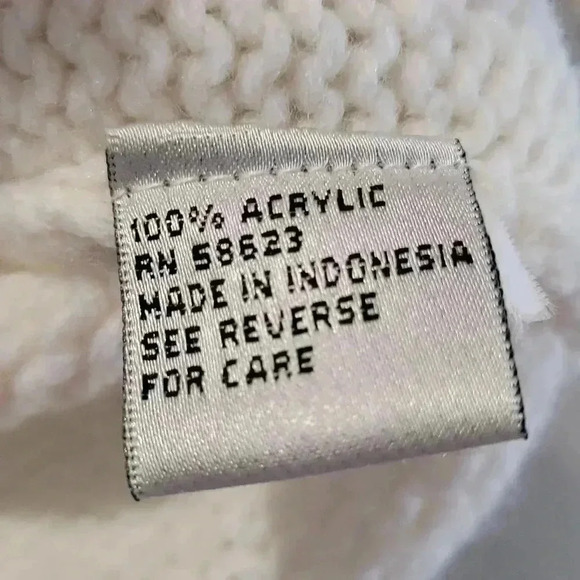 100% ACRYLIC
RN 58623
MADE IN INDONESIA
SEE REVERSE
FOR CARE